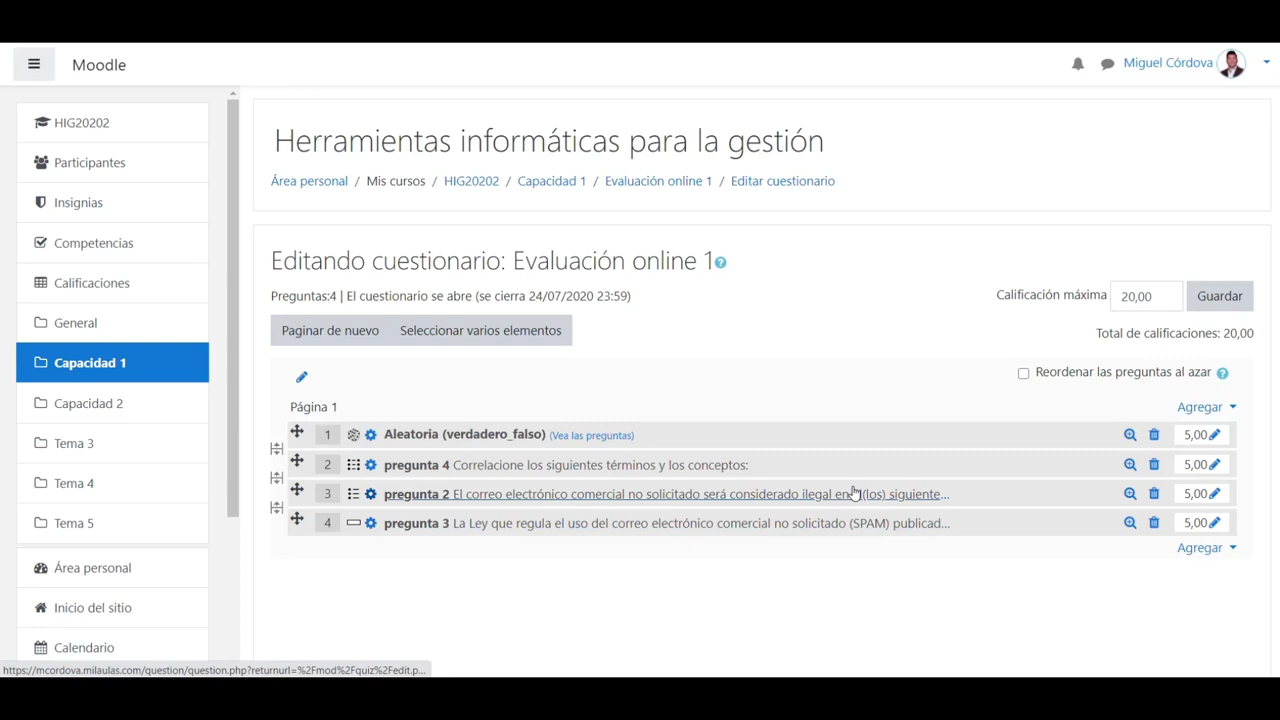 Moodle
Miguel Córdova
HIG20202
Participantes
Insignias
Competencias
Calificaciones
General
Capacidad 1
Capacidad 2
Tema 3
Tema 4
Tema 5
Área personal
Inicio del sitio
Calendario
Herramientas informáticas para la gestión
Área personal / Mis cursos / HIG20202 / Capacidad 1 / Evaluación online 1 / Editar cuestionario
Editando cuestionario: Evaluación online 1
Preguntas:4 | El cuestionario se abre (se cierra 24/07/2020 23:59)
Calificación máxima 20,00 Guardar
Paginar de nuevo Seleccionar varios elementos
Total de calificaciones: 20,00
Reordenar las preguntas al azar
Página 1
Agregar
1 Aleatoria (verdadero_falso) (Vea las preguntas) 5,00
2 pregunta 4 Correlacione los siguientes términos y los conceptos: 5,00
3 pregunta 2 El correo electrónico comercial no solicitado será considerado ilegal en (los) siguiente... 5,00
4 pregunta 3 La Ley que regula el uso del correo electrónico comercial no solicitado (SPAM) publicad... 5,00
Agregar
https://mcordova.milaulas.com/question/question.php?returnurl=%2Fmod%2Fquiz%2Fedit.p...